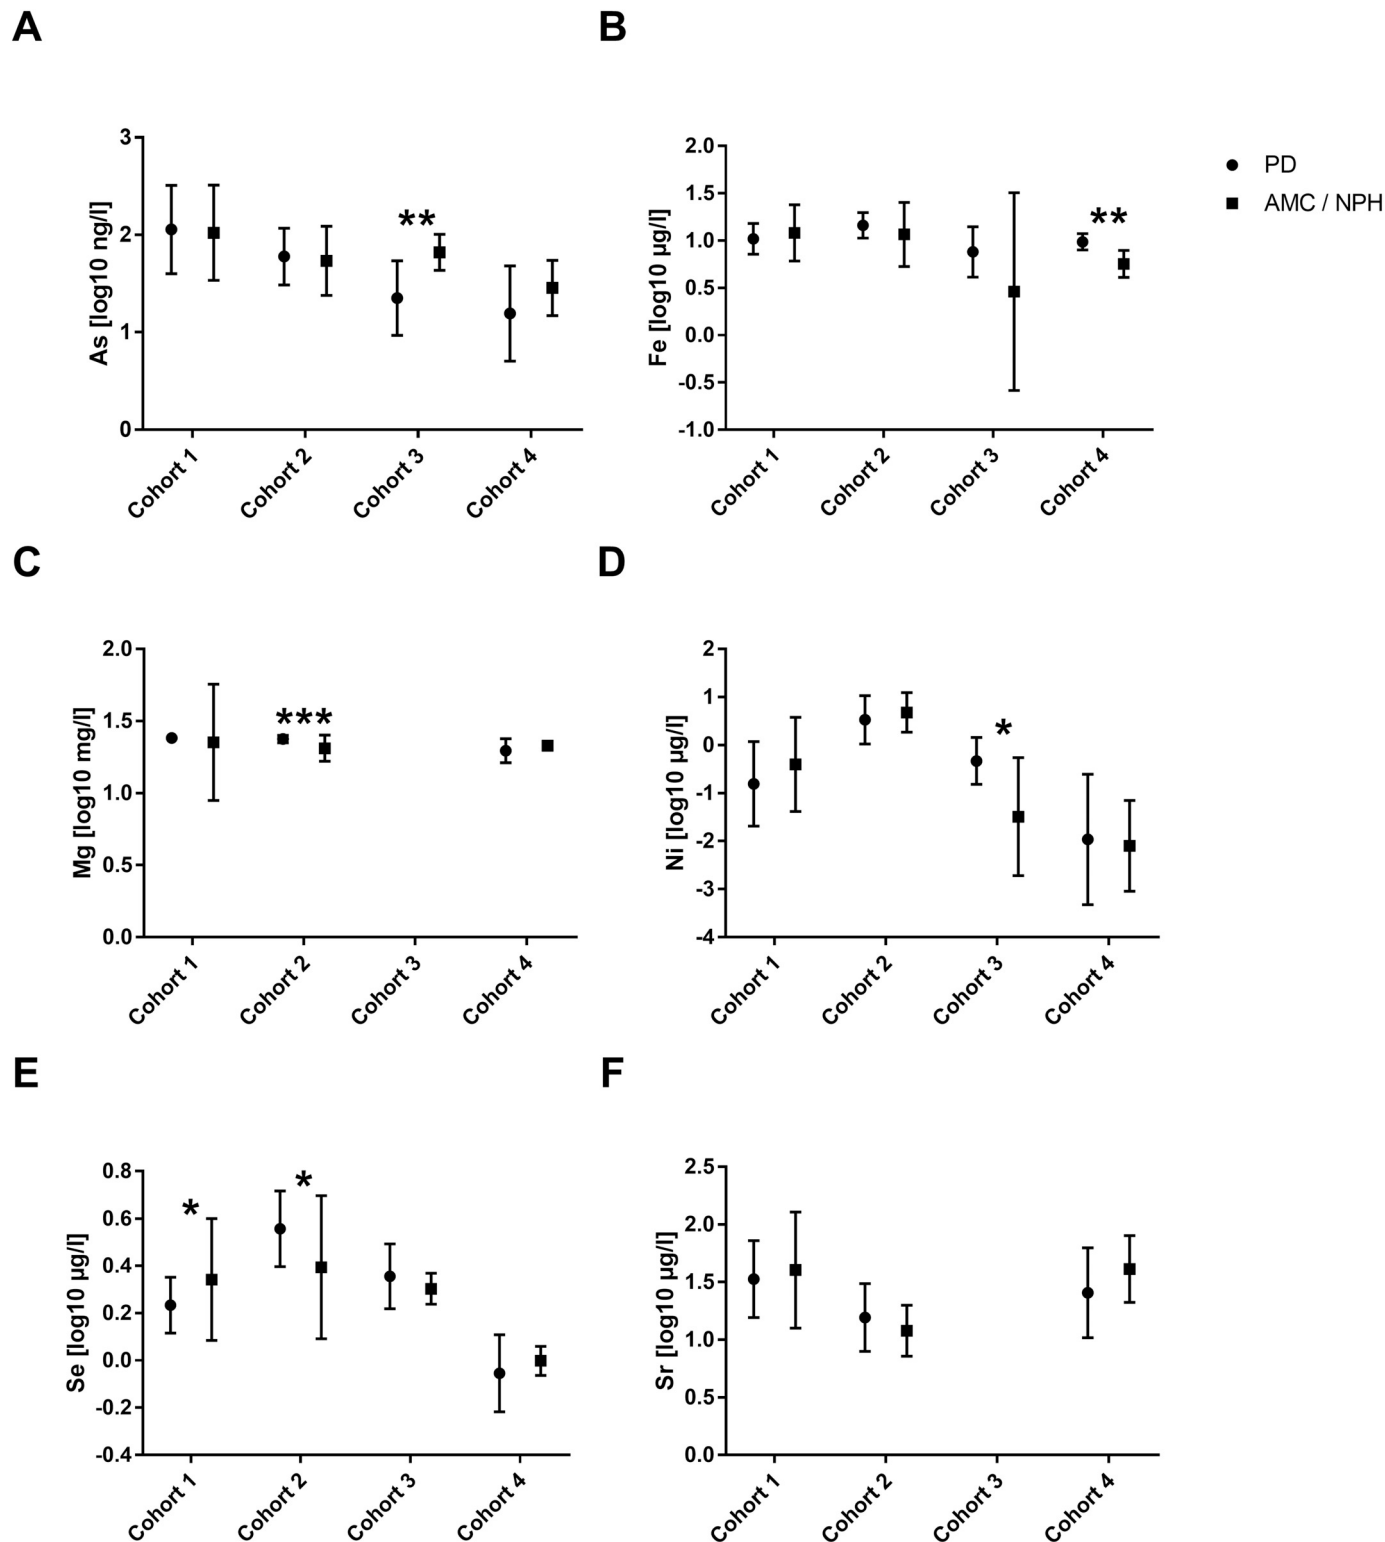 A
B
3
2
1
0
As [log10 ng/l]
**
Cohort 1
Cohort 2
Cohort 3
Cohort 4
2.0
1.5
1.0
0.5
0.0
-0.5
-1.0
Fe [log10 µg/l]
**
Cohort 1
Cohort 2
Cohort 3
Cohort 4
PD
AMC / NPH
C
D
2.0
1.5
1.0
0.5
0.0
Mg [log10 mg/l]
***
Cohort 1
Cohort 2
Cohort 3
Cohort 4
2
1
0
-1
-2
-3
-4
Ni [log10 µg/l]
*
Cohort 1
Cohort 2
Cohort 3
Cohort 4
E
F
0.8
0.6
0.4
0.2
0.0
-0.2
-0.4
Se [log10 µg/l]
*
*
Cohort 1
Cohort 2
Cohort 3
Cohort 4
2.5
2.0
1.5
1.0
0.5
0.0
Sr [log10 µg/l]
Cohort 1
Cohort 2
Cohort 3
Cohort 4